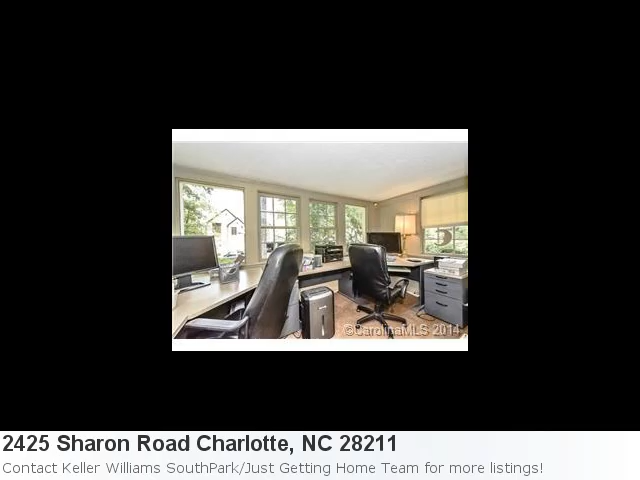 ©CarolinaMLS 2014
2425 Sharon Road Charlotte, NC 28211
Contact Keller Williams SouthPark/Just Getting Home Team for more listings!